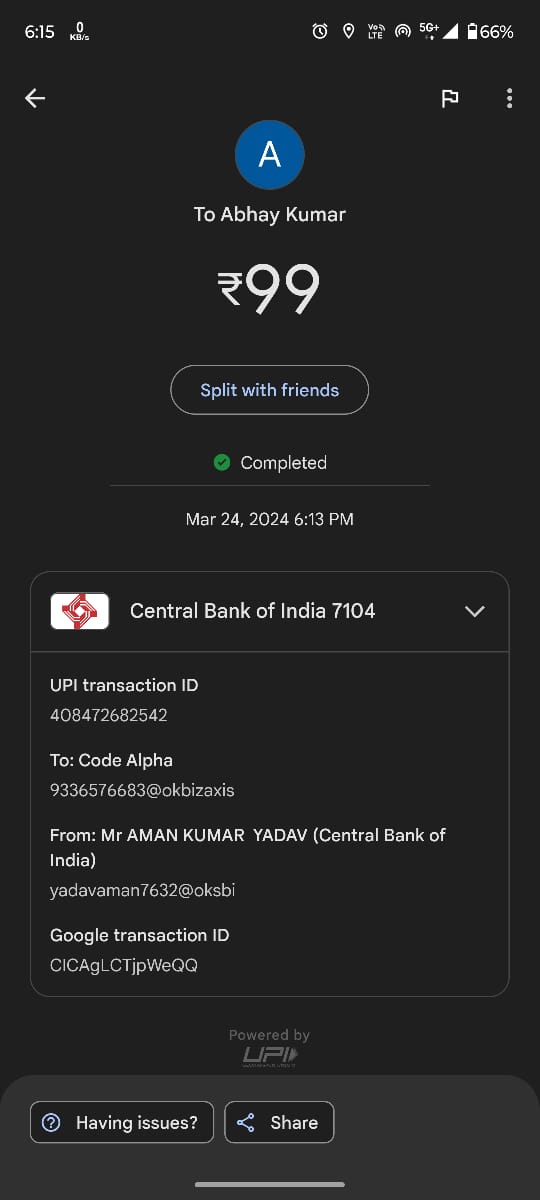 6:15 0 KB/s Vo LTE 5G+ 66%
A
To Abhay Kumar
₹99
Split with friends
Completed
Mar 24, 2024 6:13 PM
Central Bank of India 7104
UPI transaction ID
408472682542
To: Code Alpha
9336576683@okbizaxis
From: Mr AMAN KUMAR YADAV (Central Bank of
India)
yadavaman7632@oksbi
Google transaction ID
CICAgLCTjpWeQQ
Powered by
UPI
Having issues? Share